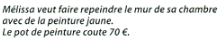 Mélissa veut faire repeindre le mur de sa chambre
avec de la peinture jaune.
Le pot de peinture coute 70 €.